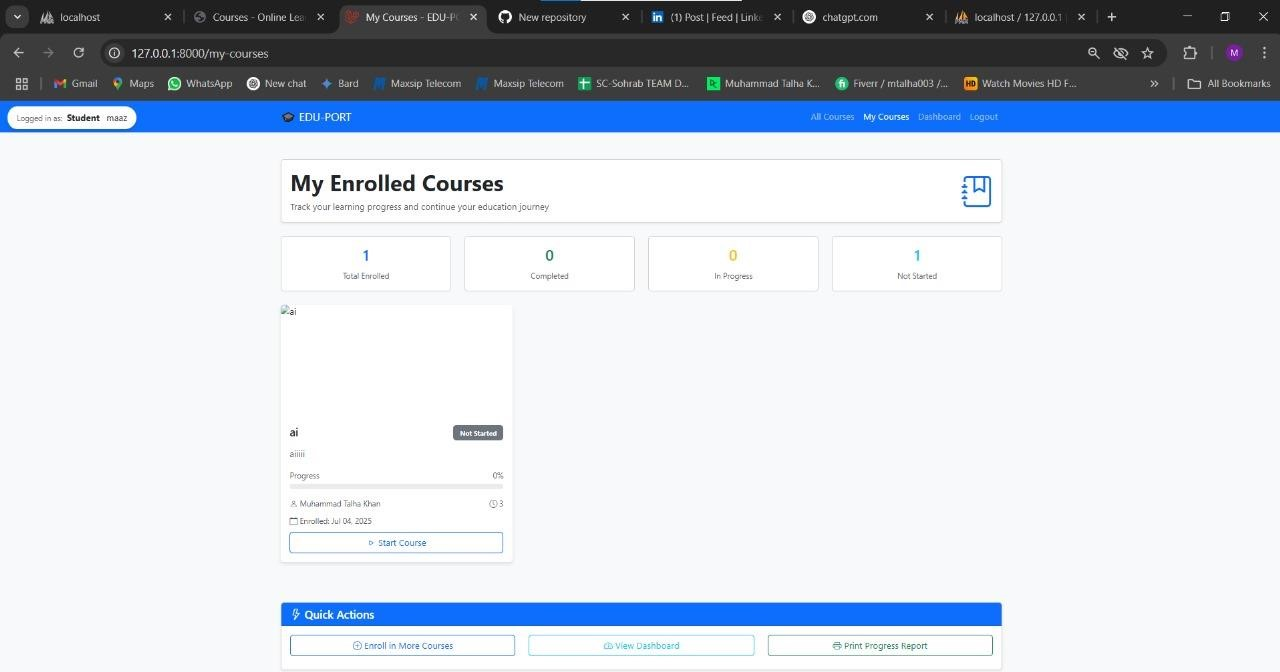 localhost
Courses - Online Lea
My Courses - EDU-PO
New repository
(1) Post | Feed | Linke
chatgpt.com
localhost / 127.0.0.1
127.0.0.1:8000/my-courses
M
Gmail
Maps
WhatsApp
New chat
Bard
Maxsip Telecom
Maxsip Telecom
SC-Sohrab TEAM D...
Muhammad Talha K...
Fiverr / mtalha003 /...
HD
Watch Movies HD F...
All Bookmarks
Logged in as: Student maaz
EDU-PORT
All Courses
My Courses
Dashboard
Logout
My Enrolled Courses
Track your learning progress and continue your education journey
1
Total Enrolled
0
Completed
0
In Progress
1
Not Started
ai
ai
Not Started
aiiiii
Progress
0%
Muhammad Talha Khan
3
Enrolled: Jul 04, 2025
Start Course
Quick Actions
Enroll in More Courses
View Dashboard
Print Progress Report